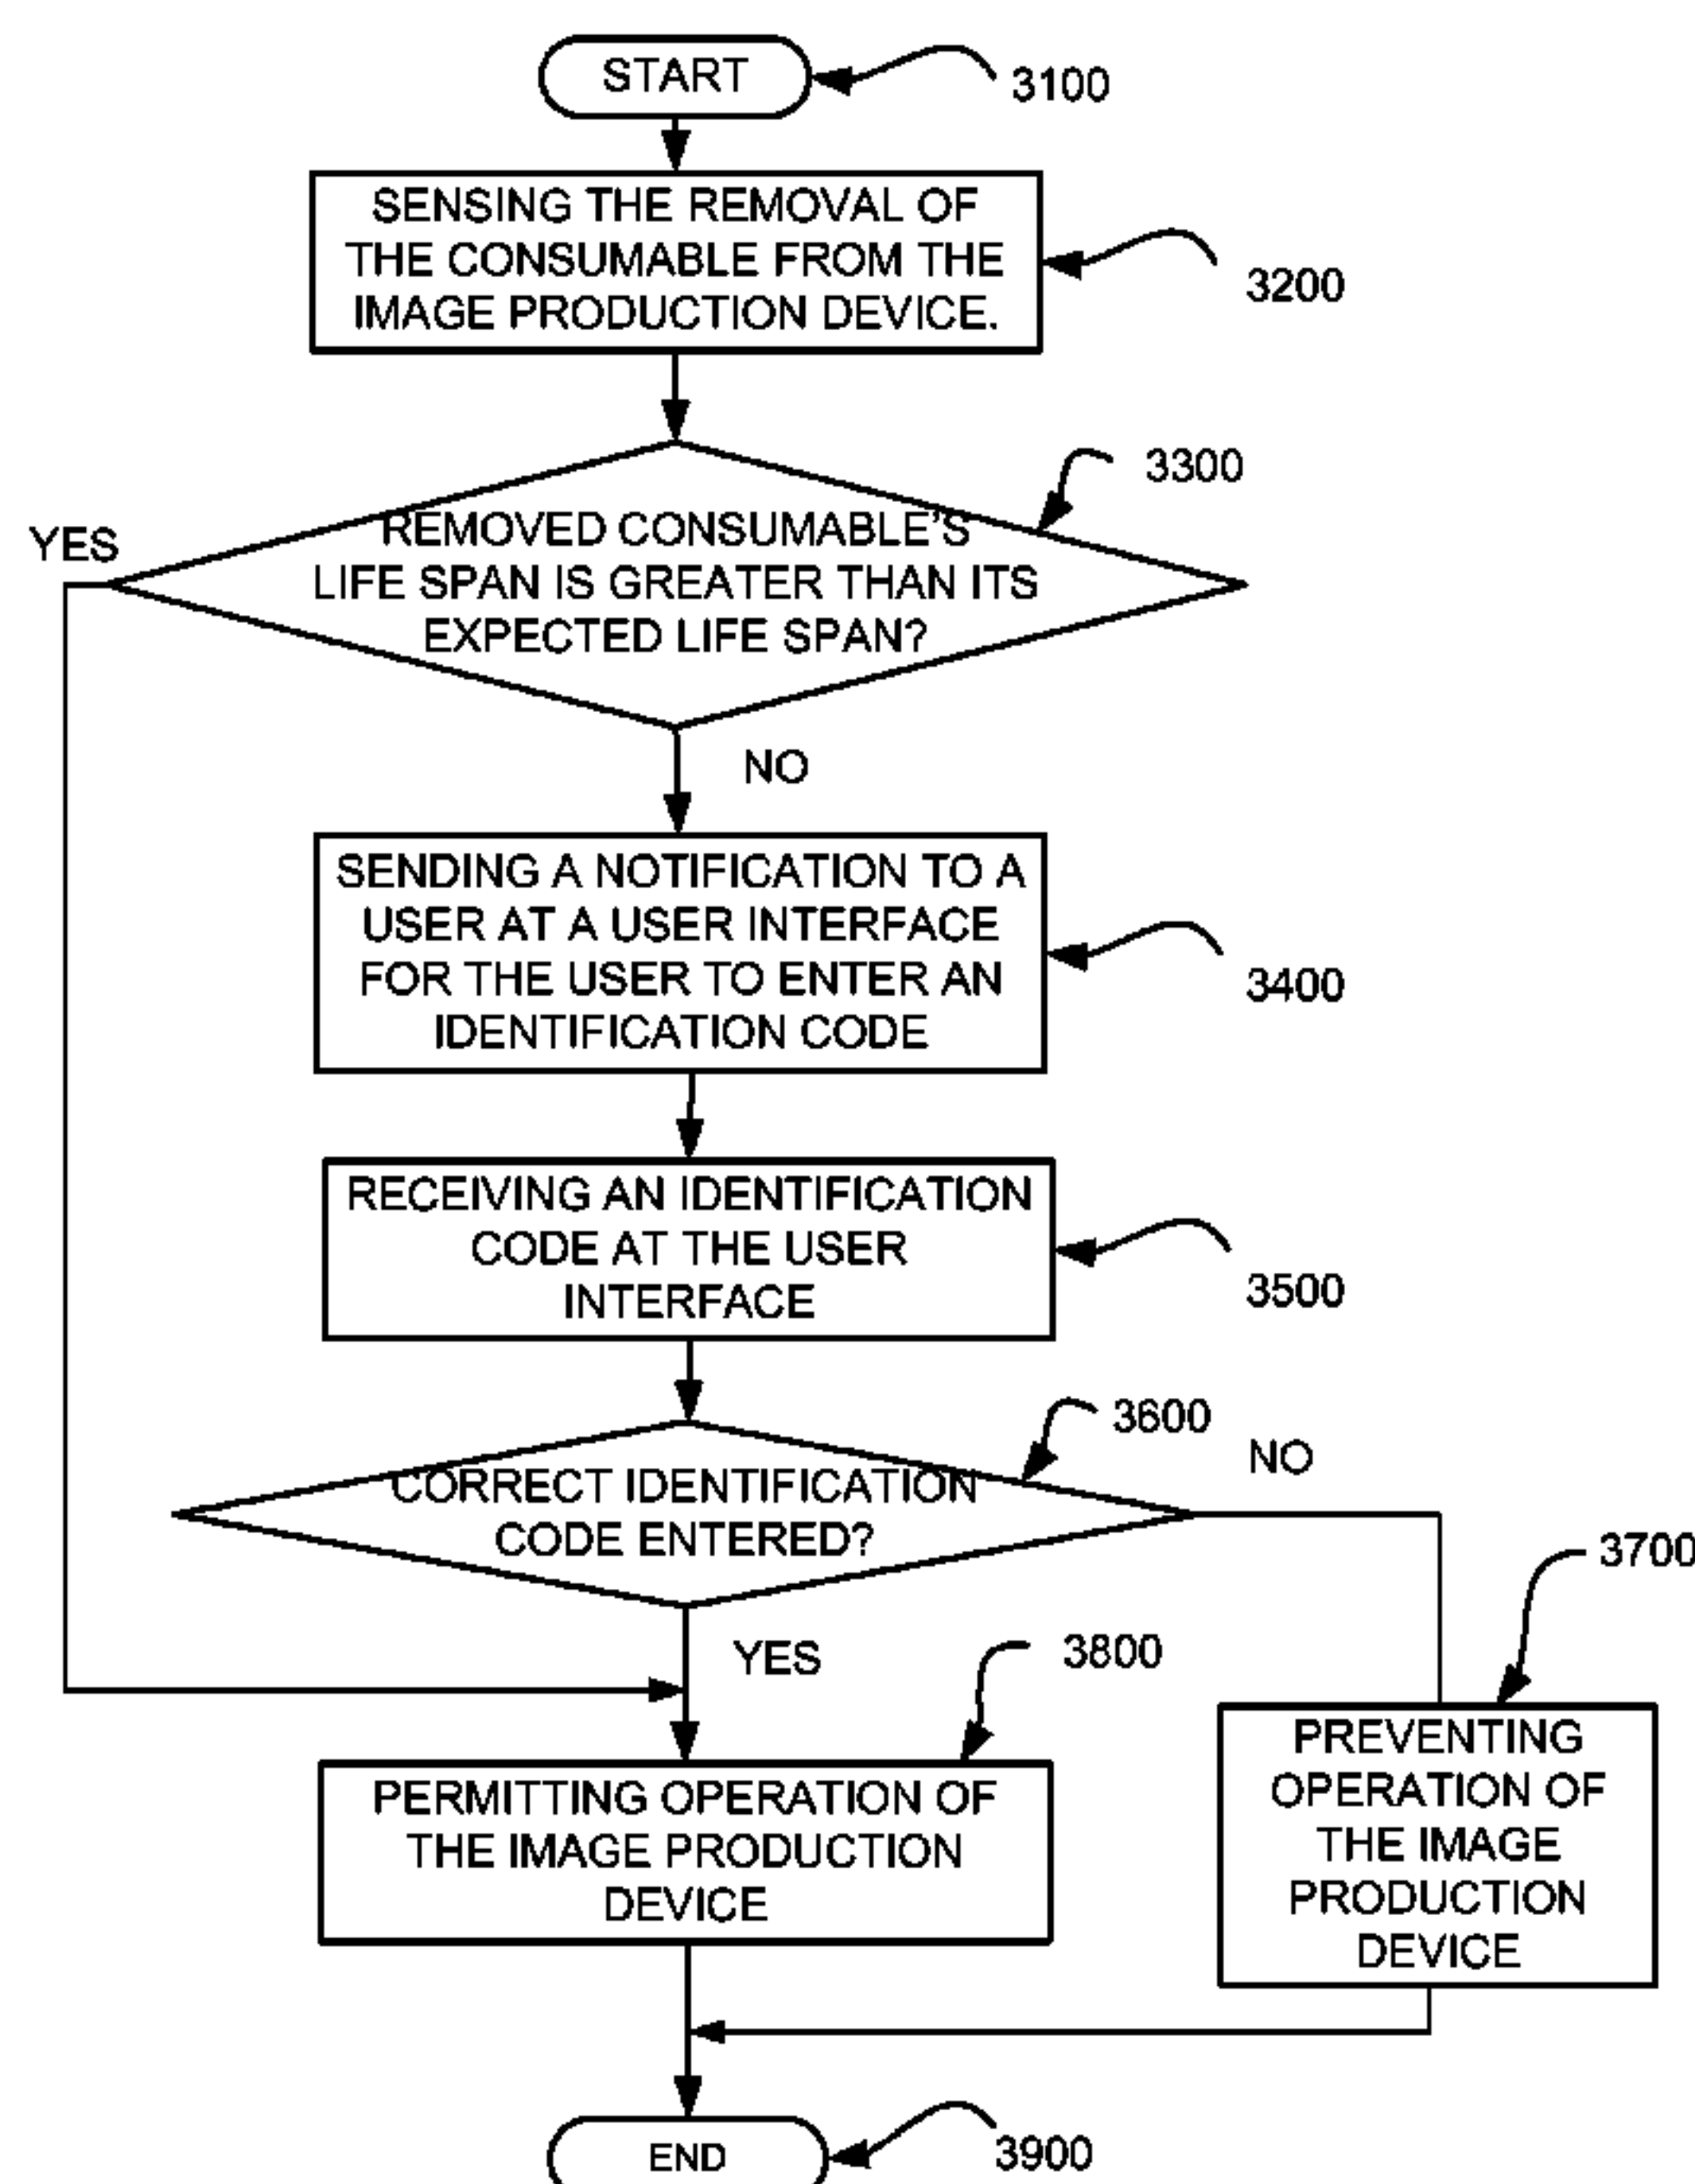 START
3100
SENSING THE REMOVAL OF
THE CONSUMABLE FROM THE
IMAGE PRODUCTION DEVICE.
3200
3300
YES
REMOVED CONSUMABLE'S
LIFE SPAN IS GREATER THAN ITS
EXPECTED LIFE SPAN?
NO
SENDING A NOTIFICATION TO A
USER AT A USER INTERFACE
FOR THE USER TO ENTER AN
IDENTIFICATION CODE
3400
RECEIVING AN IDENTIFICATION
CODE AT THE USER
INTERFACE
3500
3600
NO
CORRECT IDENTIFICATION
CODE ENTERED?
3700
YES
3800
PERMITTING OPERATION OF
THE IMAGE PRODUCTION
DEVICE
PREVENTING
OPERATION OF
THE IMAGE
PRODUCTION
DEVICE
END
3900